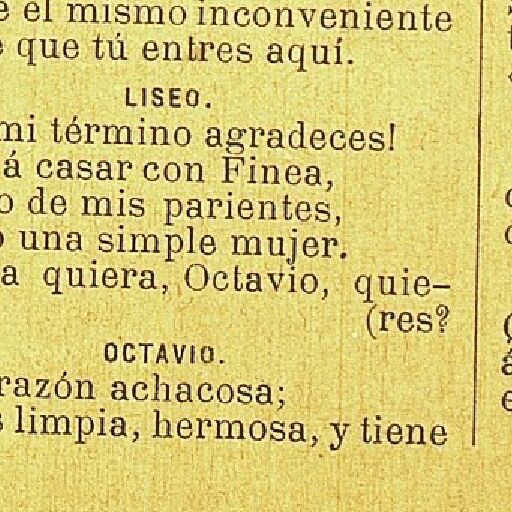 el mismo inconveniente
que tú entres aquí.
LISEO.
mi término agradeces!
á casar con Finea,
de mis parientes,
una simple mujer.
quiera, Octavio, quie-
(res?
OCTAVIO.
razón achacosa;
limpia, hermosa, y tiene